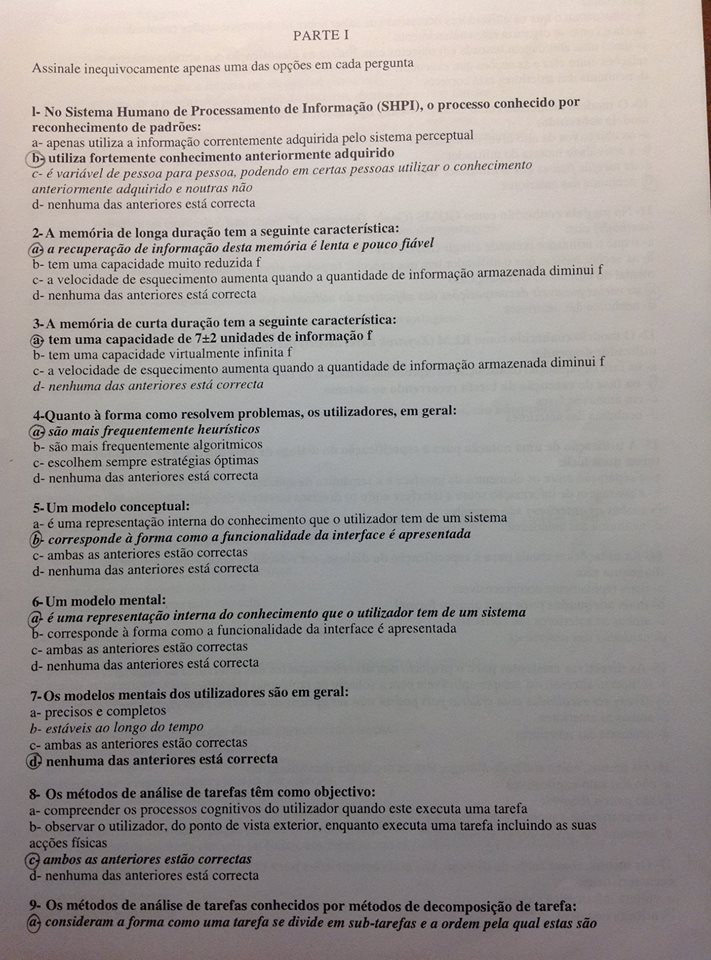 PARTE I
Assinale inequivocamente apenas uma das opções em cada pergunta
l- No Sistema Humano de Processamento de Informação (SHPI), o processo conhecido por
reconhecimento de padrões:
a- apenas utiliza a informação correntemente adquirida pelo sistema perceptual
b- utiliza fortemente conhecimento anteriormente adquirido
c- é variável de pessoa para pessoa, podendo em certas pessoas utilizar o conhecimento
anteriormente adquirido e noutras não
d- nenhuma das anteriores está correcta
2- A memória de longa duração tem a seguinte característica:
a- a recuperação de informação desta memória é lenta e pouco fiável
b- tem uma capacidade muito reduzida f
c- a velocidade de esquecimento aumenta quando a quantidade de informação armazenada diminui f
d- nenhuma das anteriores está correcta
3- A memória de curta duração tem a seguinte característica:
a- tem uma capacidade de 7±2 unidades de informação f
b- tem uma capacidade virtualmente infinita f
c- a velocidade de esquecimento aumenta quando a quantidade de informação armazenada diminui f
d- nenhuma das anteriores está correcta
4-Quanto à forma como resolvem problemas, os utilizadores, em geral:
a- são mais frequentemente heurísticos
b- são mais frequentemente algoritmicos
c- escolhem sempre estratégias óptimas
d- nenhuma das anteriores está correcta
5- Um modelo conceptual:
a- é uma representação interna do conhecimento que o utilizador tem de um sistema
b- corresponde à forma como a funcionalidade da interface é apresentada
c- ambas as anteriores estão correctas
d- nenhuma das anteriores está correcta
6- Um modelo mental:
a- é uma representação interna do conhecimento que o utilizador tem de um sistema
b- corresponde à forma como a funcionalidade da interface é apresentada
c- ambas as anteriores estão correctas
d- nenhuma das anteriores está correcta
7- Os modelos mentais dos utilizadores são em geral:
a- precisos e completos
b- estáveis ao longo do tempo
c- ambas as anteriores estão correctas
d- nenhuma das anteriores está correcta
8- Os métodos de análise de tarefas têm como objectivo:
a- compreender os processos cognitivos do utilizador quando este executa uma tarefa
b- observar o utilizador, do ponto de vista exterior, enquanto executa uma tarefa incluindo as suas
acções físicas
c- ambos as anteriores estão correctas
d- nenhuma das anteriores está correcta
9- Os métodos de análise de tarefas conhecidos por métodos de decomposição de tarefa:
a- consideram a forma como uma tarefa se divide em sub-tarefas e a ordem pela qual estas são